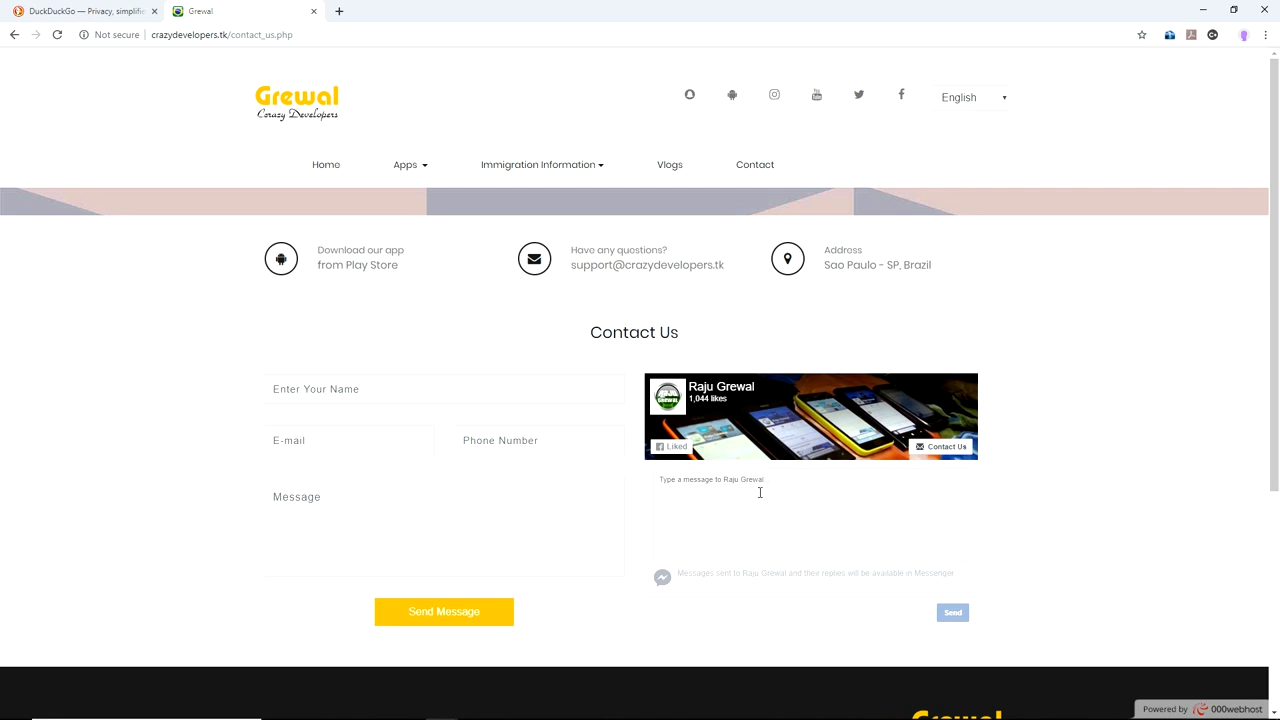 DuckDuckGo — Privacy, simplifi
Grewal
Not secure
crazydevelopers.tk/contact_us.php
Grewal
Crazy Developers
English
Home
Apps
Immigration Information
Vlogs
Contact
Download our app
from Play Store
Have any questions?
support@crazydevelopers.tk
Address
Sao Paulo - SP, Brazil
Contact Us
Enter Your Name
E-mail
Phone Number
Message
Send Message
Raju Grewal
1,044 likes
Liked
Contact Us
Type a message to Raju Grewal
Messages sent to Raju Grewal and their replies will be available in Messenger
Send
Powered by 000webhost